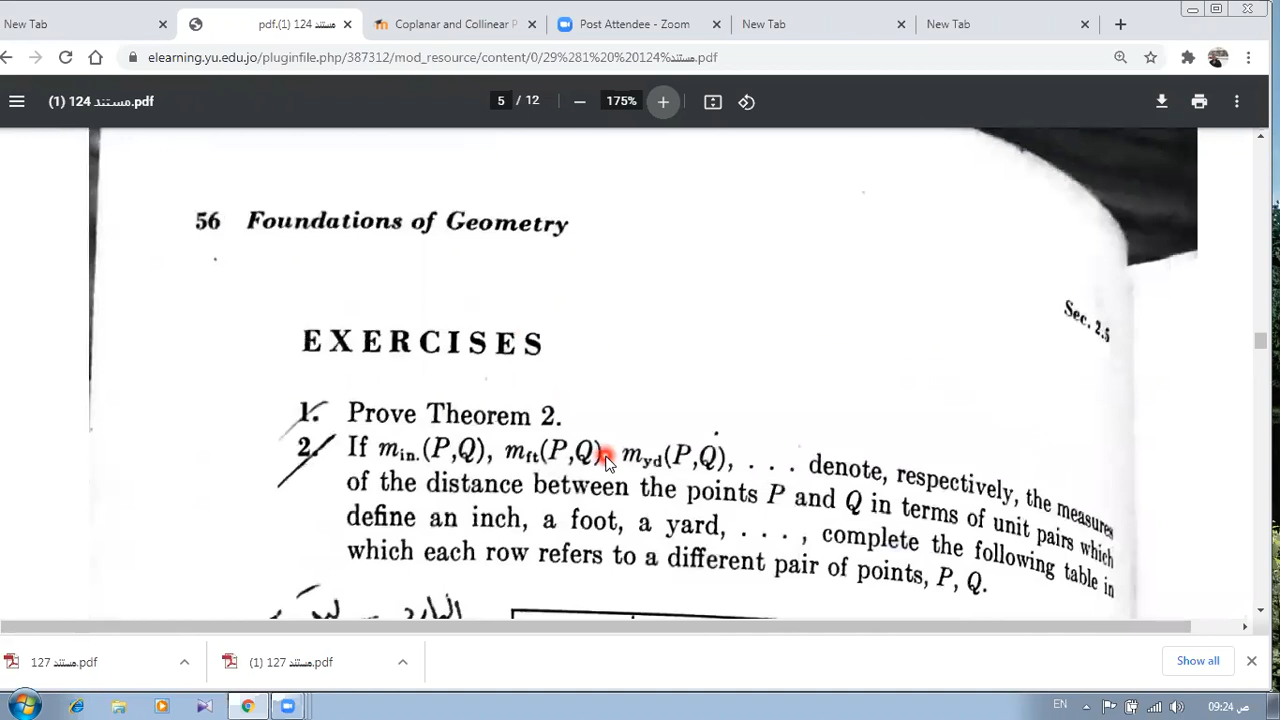 New Tab
pdf.(1) 124 مستند
Coplanar and Collinear P
Post Attendee - Zoom
New Tab
New Tab
elearning.yu.edu.jo/pluginfile.php/387312/mod_resource/content/0/29%281%20%20124%مستند.pdf
(1) 124 مستند.pdf
5 / 12
175%
56 Foundations of Geometry
Sec. 2.5
EXERCISES
1. Prove Theorem 2.
2. If m_in.(P,Q), m_ft(P,Q), m_yd(P,Q), . . . denote, respectively, the measures
of the distance between the points P and Q in terms of unit pairs which
define an inch, a foot, a yard, . . . , complete the following table in
which each row refers to a different pair of points, P, Q.
127 مستند.pdf
(1) 127 مستند.pdf
Show all
EN
09:24 ص